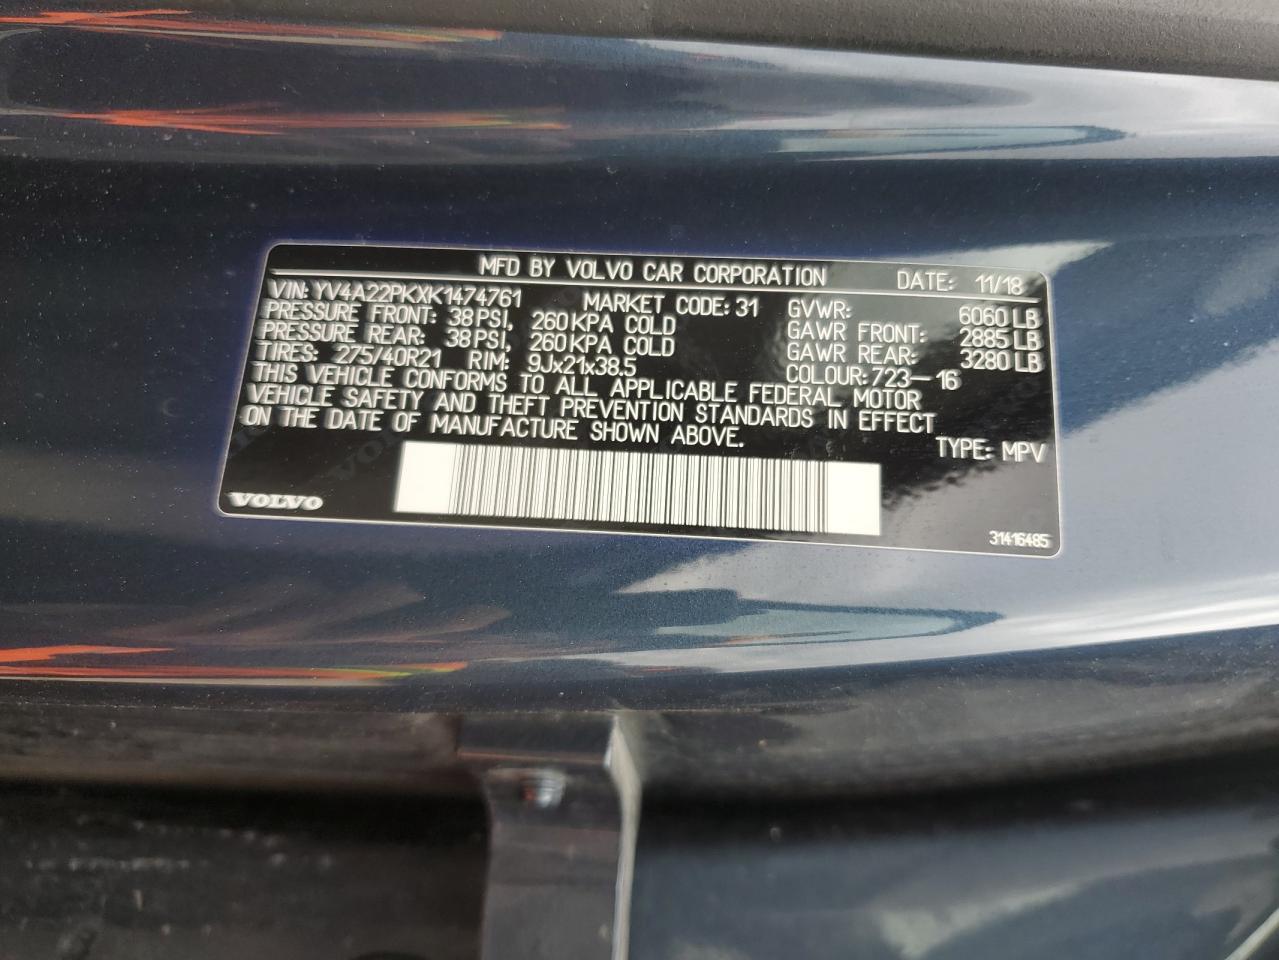 MFD BY VOLVO CAR CORPORATION DATE: 11/18
VIN: YV4A22PKXK1474761 MARKET CODE: 31 GVWR: 6060 LB
PRESSURE FRONT: 38 PSI, 260 KPA COLD GAWR FRONT: 2885 LB
PRESSURE REAR: 38 PSI, 260 KPA COLD GAWR REAR: 3280 LB
TIRES: 275/40R21 RIM: 9Jx21x38.5 COLOUR: 723-16
THIS VEHICLE CONFORMS TO ALL APPLICABLE FEDERAL MOTOR
VEHICLE SAFETY AND THEFT PREVENTION STANDARDS IN EFFECT
ON THE DATE OF MANUFACTURE SHOWN ABOVE.
TYPE: MPV
VOLVO
31416485